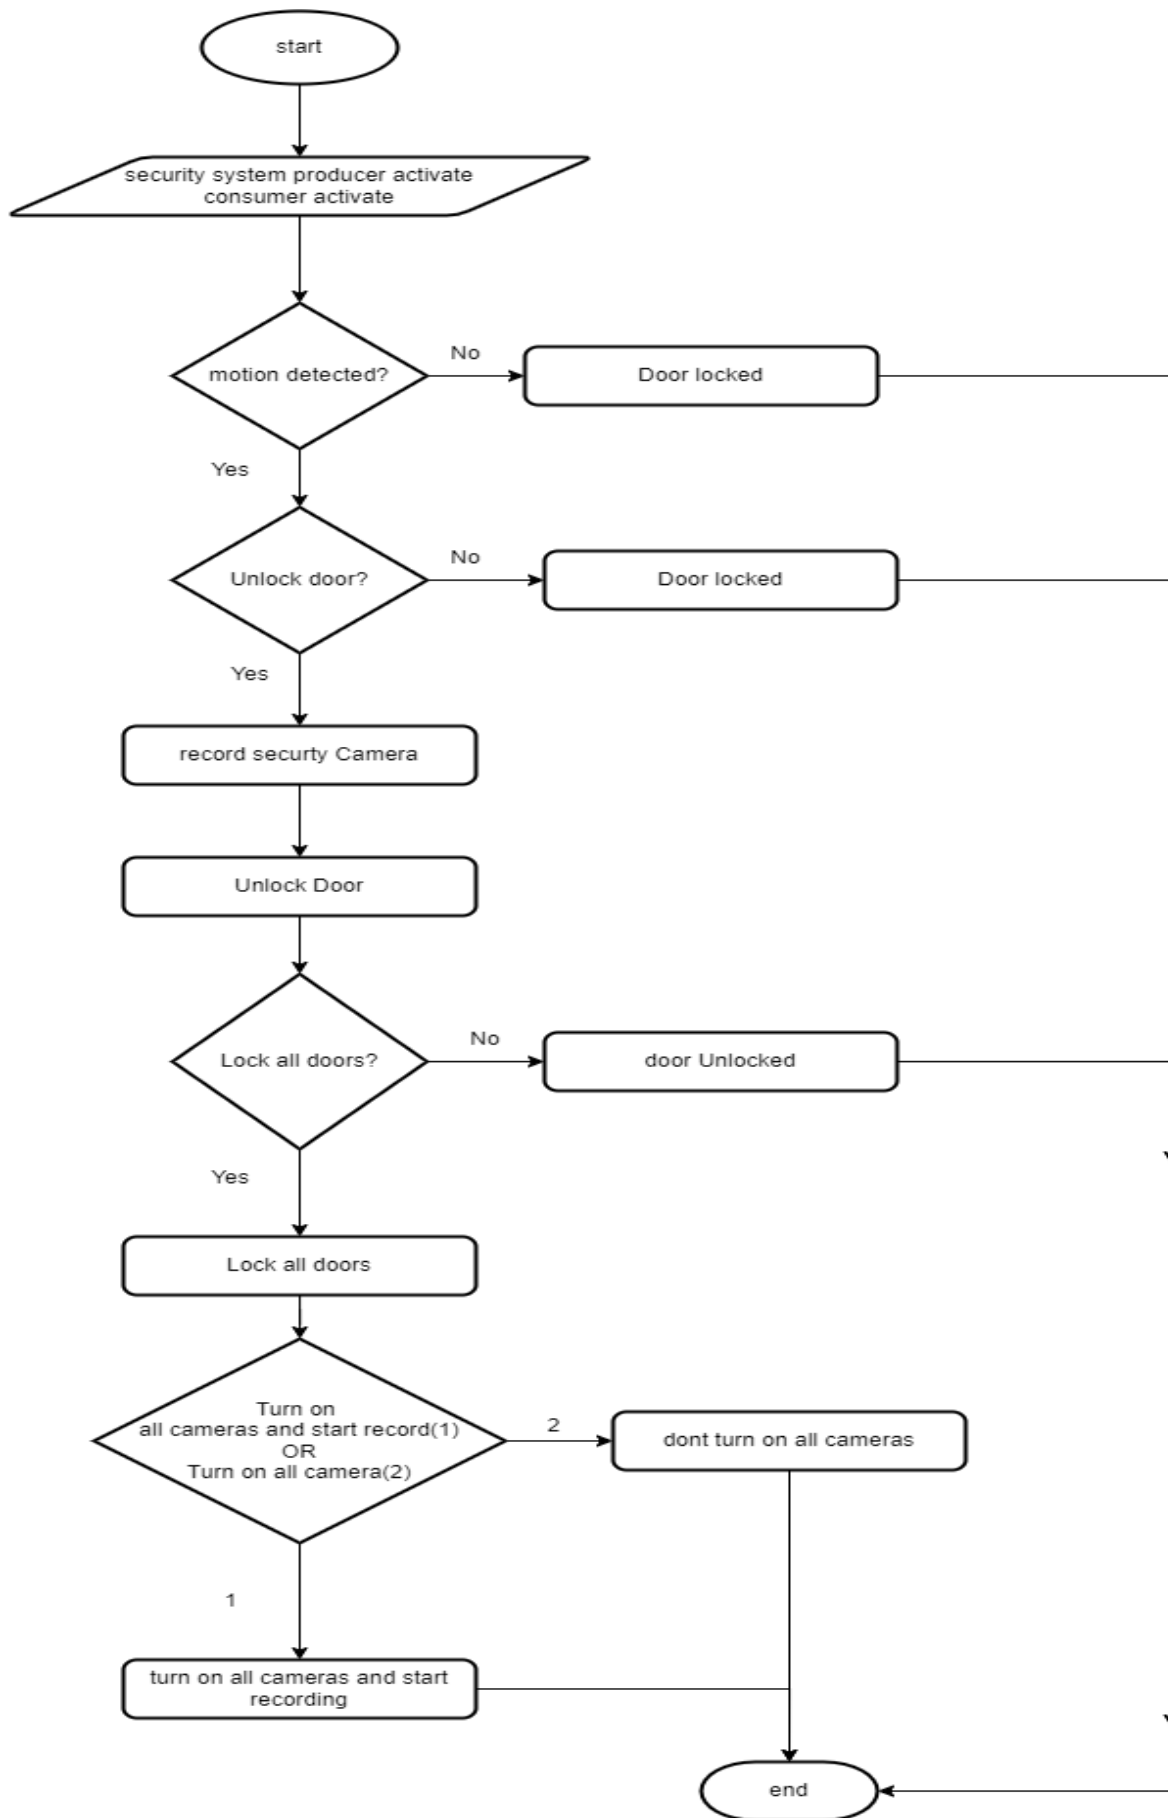 start
security system producer activate
consumer activate
motion detected?
No
Door locked
Yes
Unlock door?
No
Door locked
Yes
record securty Camera
Unlock Door
Lock all doors?
No
door Unlocked
Yes
Lock all doors
Turn on
all cameras and start record(1)
OR
Turn on all camera(2)
2
dont turn on all cameras
1
turn on all cameras and start
recording
end